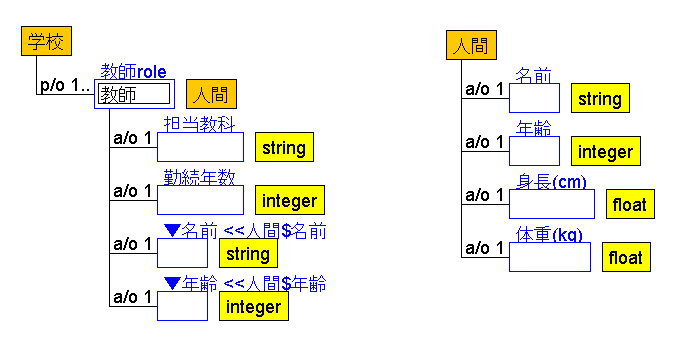 学校
p/o 1..
教師role
教師
人間
a/o 1
担当教科
string
a/o 1
勤続年数
integer
a/o 1
▼名前 <<人間$名前
string
a/o 1
▼年齢 <<人間$年齢
integer
人間
a/o 1
名前
string
a/o 1
年齢
integer
a/o 1
身長(cm)
float
a/o 1
体重(kg)
float